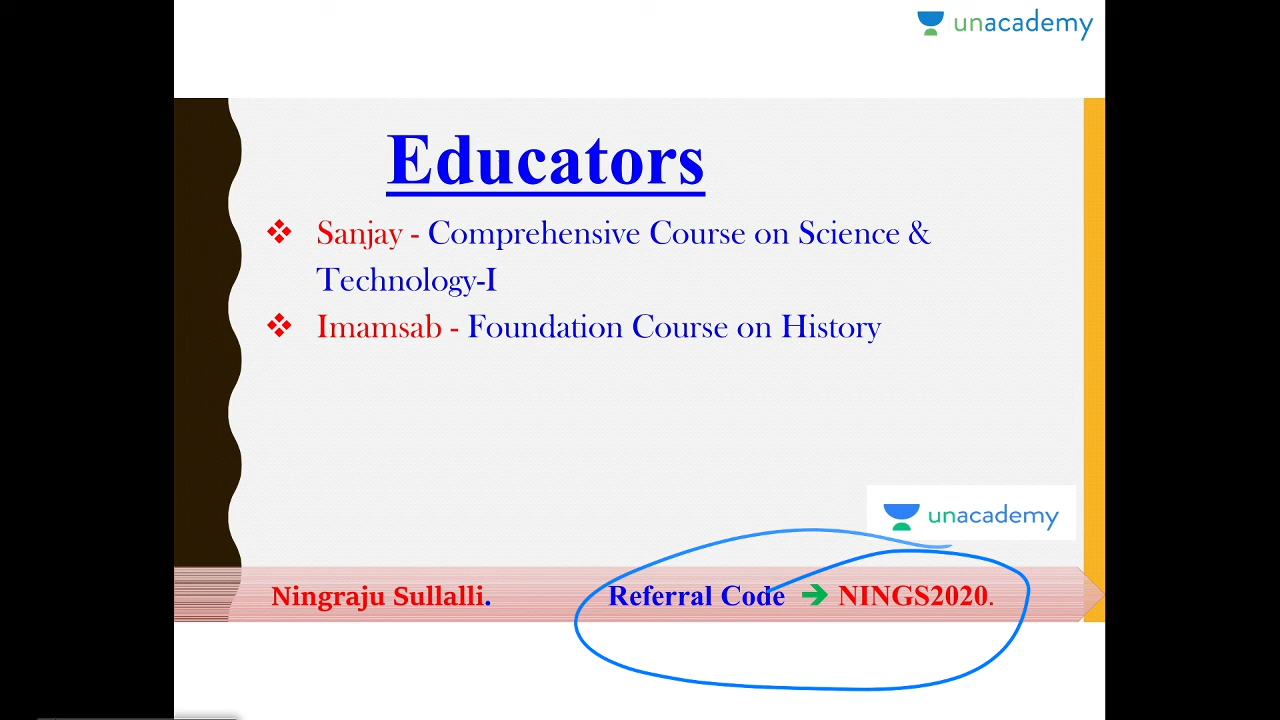 unacademy
Educators
❖ Sanjay - Comprehensive Course on Science &
Technology-I
❖ Imamsab - Foundation Course on History
unacademy
Ningraju Sullalli. Referral Code ➔ NINGS2020.